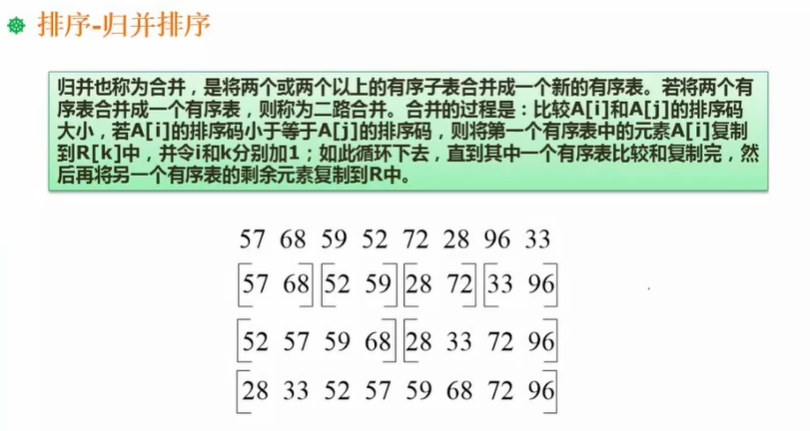 排序-归并排序
归并也称为合并，是将两个或两个以上的有序子表合并成一个新的有序表。若将两个有
序表合并成一个有序表，则称为二路合并。合并的过程是：比较A[i]和A[j]的排序码
大小，若A[i]的排序码小于等于A[j]的排序码，则将第一个有序表中的元素A[i]复制
到R[k]中，并令i和k分别加1；如此循环下去，直到其中一个有序表比较和复制完，然
后再将另一个有序表的剩余元素复制到R中。
57 68 59 52 72 28 96 33
[57 68] [52 59] [28 72] [33 96]
[52 57 59 68] [28 33 72 96]
[28 33 52 57 59 68 72 96]